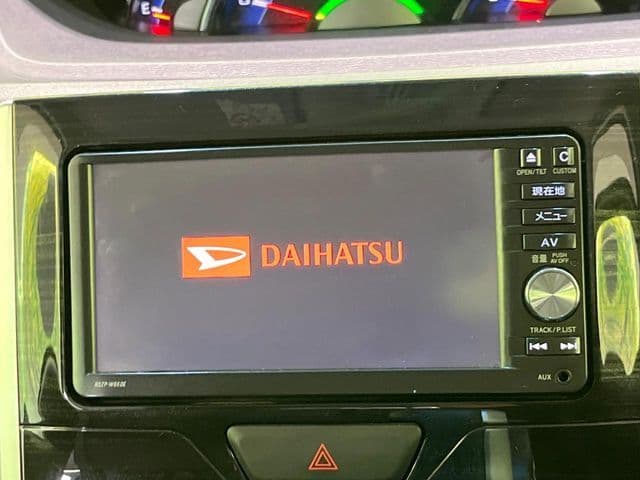 E
OPEN/TILT
C
CUSTOM
現在地
メニュー
AV
音量 PUSH AV OFF
DAIHATSU
TRACK/P.LIST
AUX